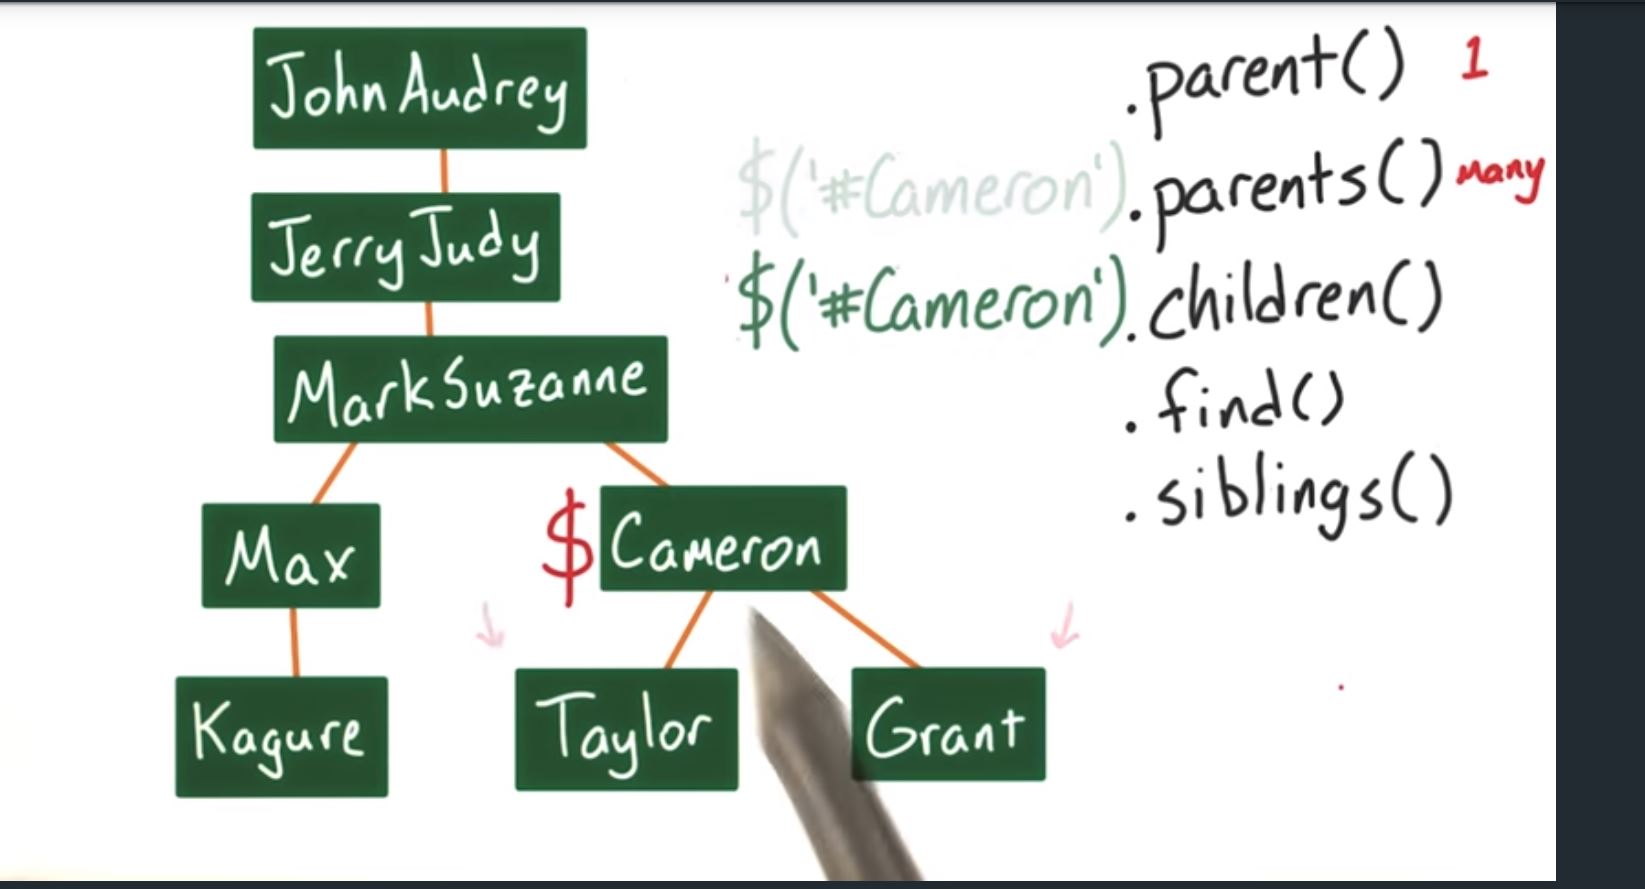 John Audrey
Jerry Judy
Mark Suzanne
Max
$ Cameron
Kagure
Taylor
Grant
.parent() 1
$('#Cameron').parents() many
$('#Cameron').children()
.find()
.siblings()